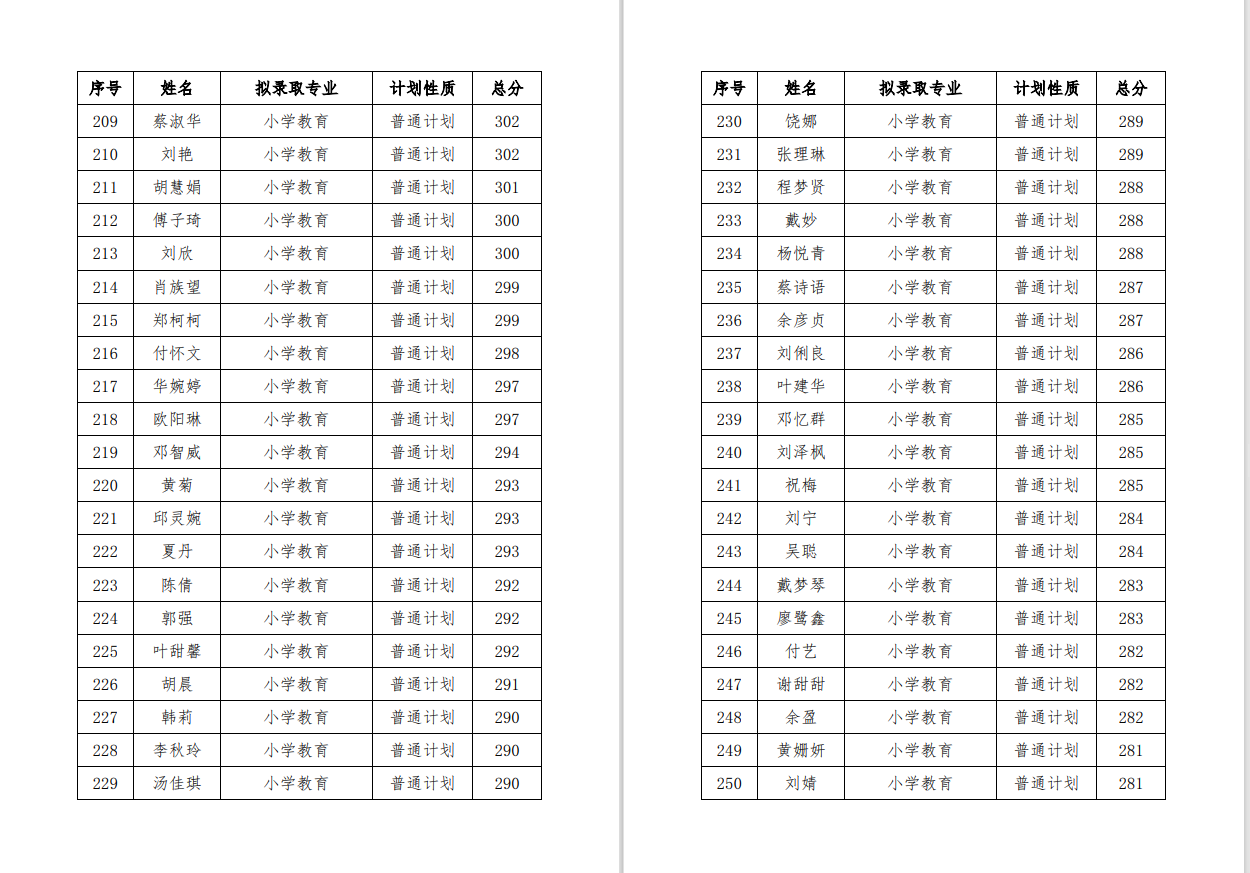 序号 姓名 拟录取专业 计划性质 总分
209 蔡淑华 小学教育 普通计划 302
210 刘艳 小学教育 普通计划 302
211 胡慧娟 小学教育 普通计划 301
212 傅子琦 小学教育 普通计划 300
213 刘欣 小学教育 普通计划 300
214 肖族望 小学教育 普通计划 299
215 郑柯柯 小学教育 普通计划 299
216 付怀文 小学教育 普通计划 298
217 华婉婷 小学教育 普通计划 297
218 欧阳琳 小学教育 普通计划 297
219 邓智威 小学教育 普通计划 294
220 黄菊 小学教育 普通计划 293
221 邱灵婉 小学教育 普通计划 293
222 夏丹 小学教育 普通计划 293
223 陈倩 小学教育 普通计划 292
224 郭强 小学教育 普通计划 292
225 叶甜馨 小学教育 普通计划 292
226 胡晨 小学教育 普通计划 291
227 韩莉 小学教育 普通计划 290
228 李秋玲 小学教育 普通计划 290
229 汤佳琪 小学教育 普通计划 290
序号 姓名 拟录取专业 计划性质 总分
230 饶娜 小学教育 普通计划 289
231 张理琳 小学教育 普通计划 289
232 程梦贤 小学教育 普通计划 288
233 戴妙 小学教育 普通计划 288
234 杨悦青 小学教育 普通计划 288
235 蔡诗语 小学教育 普通计划 287
236 余彦贞 小学教育 普通计划 287
237 刘俐良 小学教育 普通计划 286
238 叶建华 小学教育 普通计划 286
239 邓忆群 小学教育 普通计划 285
240 刘泽枫 小学教育 普通计划 285
241 祝梅 小学教育 普通计划 285
242 刘宁 小学教育 普通计划 284
243 吴聪 小学教育 普通计划 284
244 戴梦琴 小学教育 普通计划 283
245 廖鹭鑫 小学教育 普通计划 283
246 付艺 小学教育 普通计划 282
247 谢甜甜 小学教育 普通计划 282
248 余盈 小学教育 普通计划 282
249 黄姗妍 小学教育 普通计划 281
250 刘婧 小学教育 普通计划 281